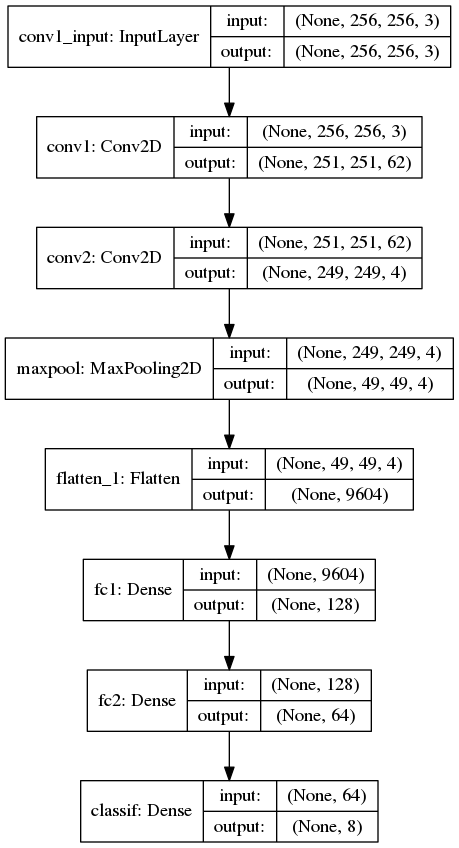 conv1_input: InputLayer
input: (None, 256, 256, 3)
output: (None, 256, 256, 3)
conv1: Conv2D
input: (None, 256, 256, 3)
output: (None, 251, 251, 62)
conv2: Conv2D
input: (None, 251, 251, 62)
output: (None, 249, 249, 4)
maxpool: MaxPooling2D
input: (None, 249, 249, 4)
output: (None, 49, 49, 4)
flatten_1: Flatten
input: (None, 49, 49, 4)
output: (None, 9604)
fc1: Dense
input: (None, 9604)
output: (None, 128)
fc2: Dense
input: (None, 128)
output: (None, 64)
classif: Dense
input: (None, 64)
output: (None, 8)